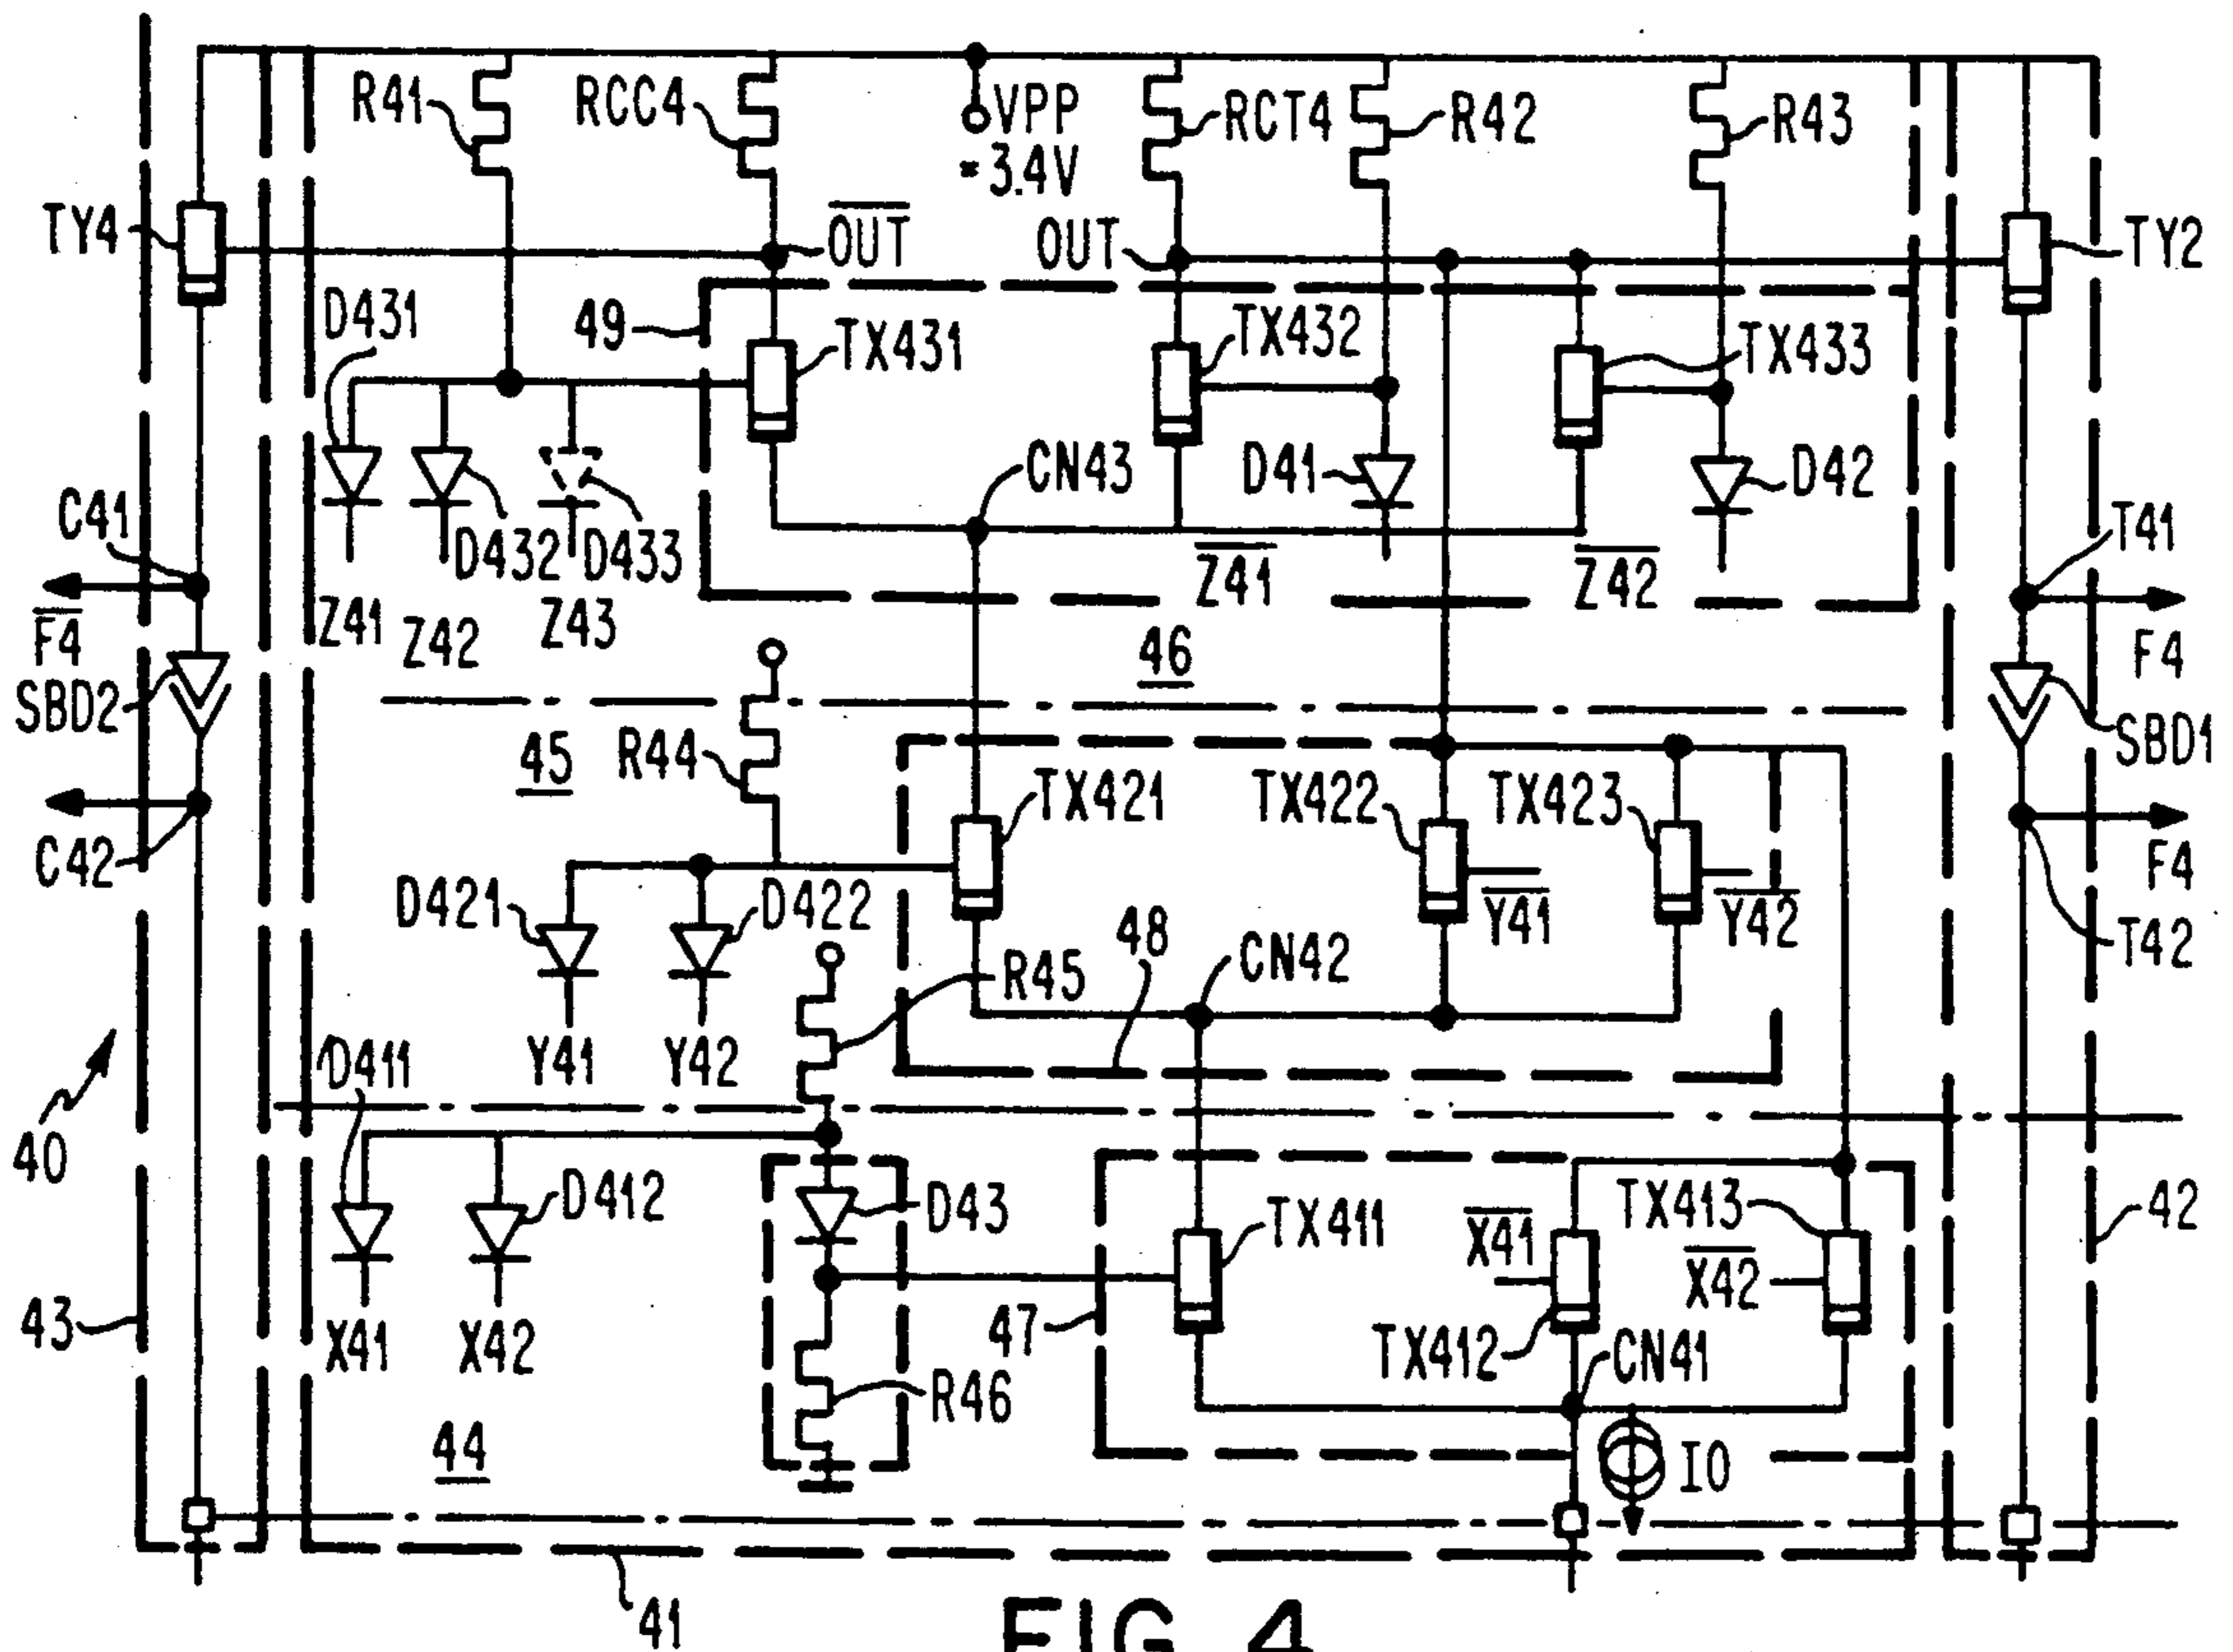 R41
RCC4
VPP
= 3.4V
RCT4
R42
R43
TY4
OUT
OUT
TY2
D431
49
TX431
TX432
TX433
C41
CN43
D41
D42
T41
D432
D433
F4
Z41
Z42
Z43
Z41
Z42
F4
SBD2
46
SBD1
45
R44
TX421
TX422
TX423
C42
F4
D421
D422
48
CN42
Y41
Y42
T42
R45
D411
Y41
Y42
40
D412
D43
TX411
X41
TX413
X42
42
43
X41
X42
47
TX412
CN41
R46
44
I0
41
FIG. 4